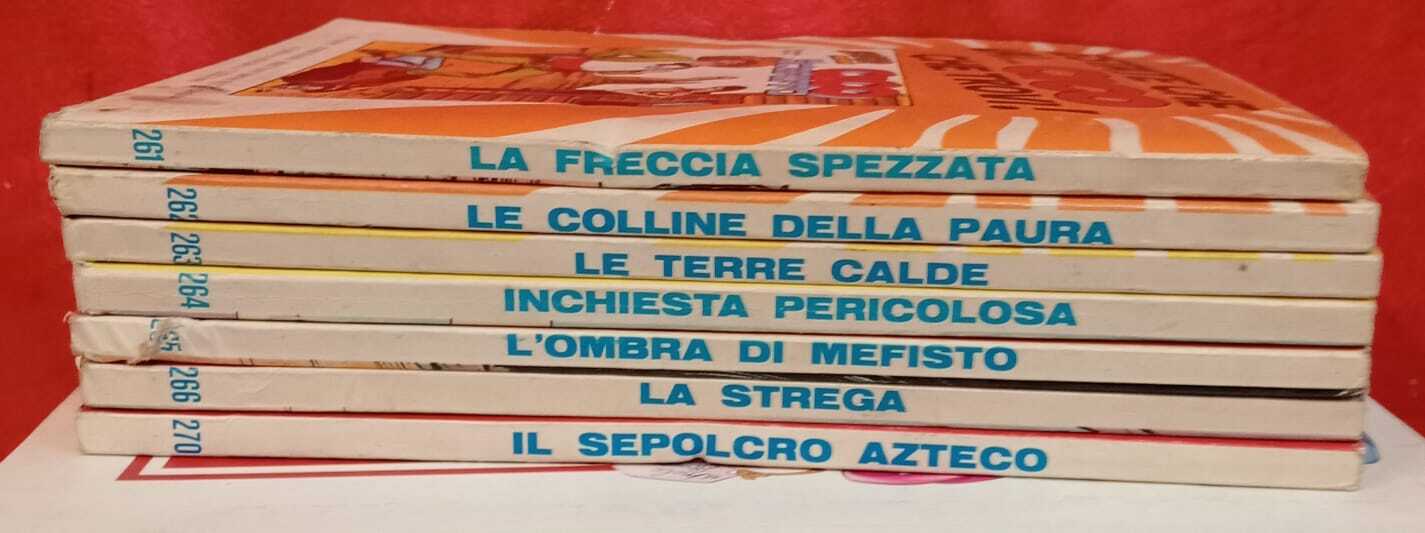 261 LA FRECCIA SPEZZATA
262 LE COLLINE DELLA PAURA
263 LE TERRE CALDE
264 INCHIESTA PERICOLOSA
265 L'OMBRA DI MEFISTO
266 LA STREGA
270 IL SEPOLCRO AZTECO